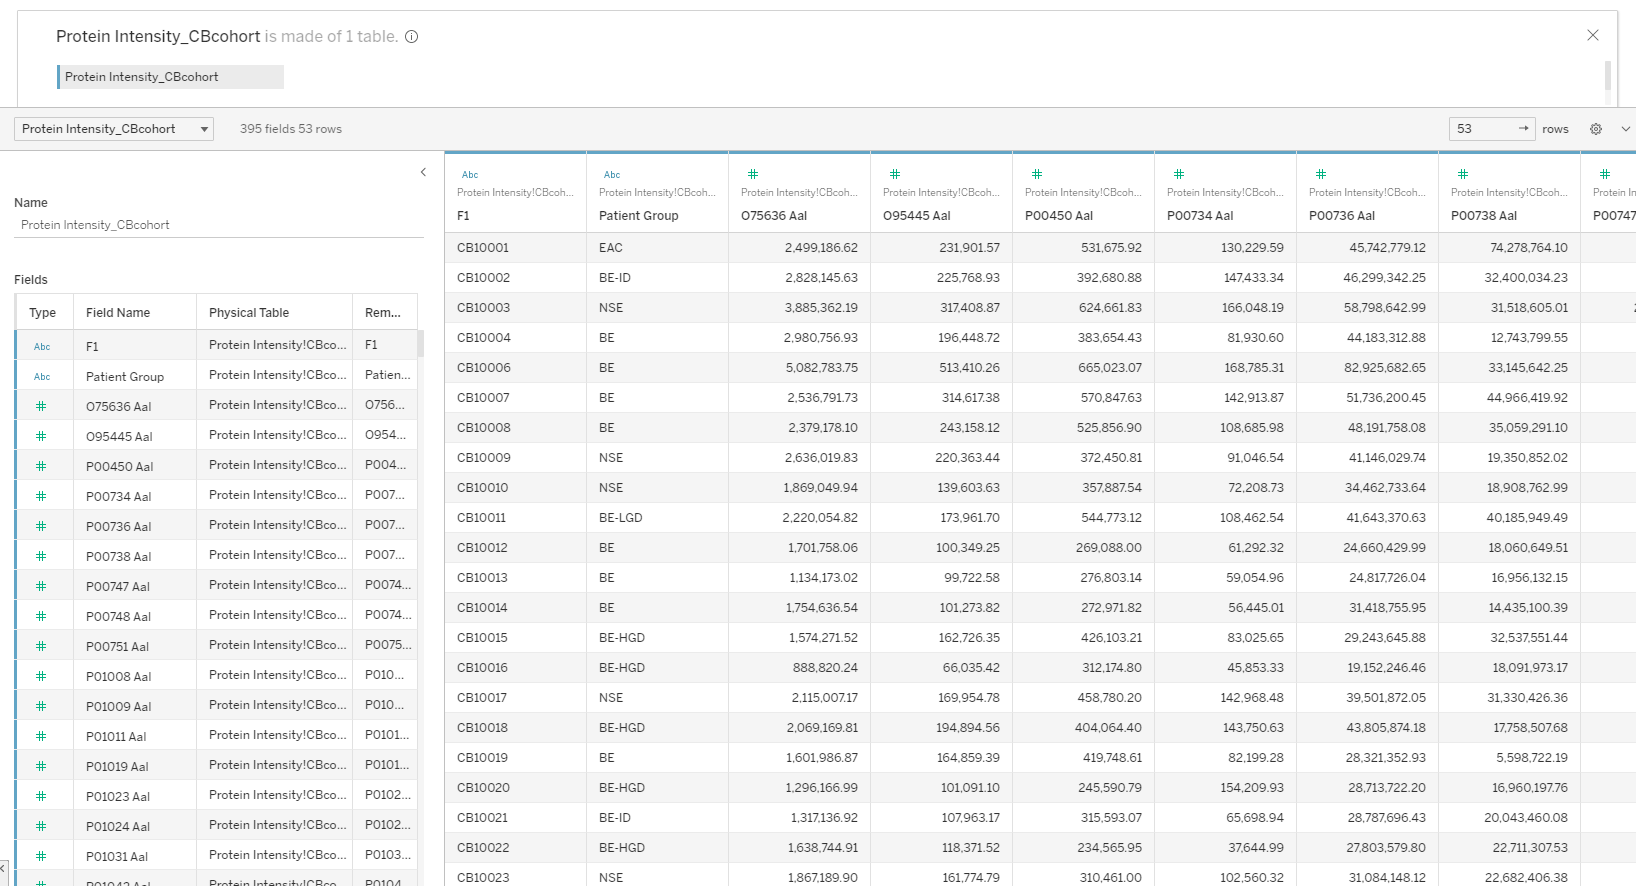 Protein Intensity_CBcohort is made of 1 table.
Protein Intensity_CBcohort
Protein Intensity_CBcohort 395 fields 53 rows 53 → rows
Name
Protein Intensity_CBcohort
Fields
Type Field Name Physical Table Rem...
Abc F1 Protein Intensity!CBco... F1
Abc Patient Group Protein Intensity!CBco... Patien...
# O75636 Aal Protein Intensity!CBco... O756...
# O95445 Aal Protein Intensity!CBco... O954...
# P00450 Aal Protein Intensity!CBco... P004...
# P00734 Aal Protein Intensity!CBco... P007...
# P00736 Aal Protein Intensity!CBco... P007...
# P00738 Aal Protein Intensity!CBco... P007...
# P00747 Aal Protein Intensity!CBco... P0074...
# P00748 Aal Protein Intensity!CBco... P0074...
# P00751 Aal Protein Intensity!CBco... P0075...
# P01008 Aal Protein Intensity!CBco... P010...
# P01009 Aal Protein Intensity!CBco... P010...
# P01011 Aal Protein Intensity!CBco... P0101...
# P01019 Aal Protein Intensity!CBco... P0101...
# P01023 Aal Protein Intensity!CBco... P0102...
# P01024 Aal Protein Intensity!CBco... P0102...
# P01031 Aal Protein Intensity!CBco... P0103...
Abc Abc # # # # # # #
Protein Intensity!CBcoh... Protein Intensity!CBcoh... Protein Intensity!CBcoh... Protein Intensity!CBcoh... Protein Intensity!CBcoh... Protein Intensity!CBcoh... Protein Intensity!CBcoh... Protein Intensity!CBcoh... Protein In
F1 Patient Group O75636 Aal O95445 Aal P00450 Aal P00734 Aal P00736 Aal P00738 Aal P00747
CB10001 EAC 2,499,186.62 231,901.57 531,675.92 130,229.59 45,742,779.12 74,278,764.10
CB10002 BE-ID 2,828,145.63 225,768.93 392,680.88 147,433.34 46,299,342.25 32,400,034.23
CB10003 NSE 3,885,362.19 317,408.87 624,661.83 166,048.19 58,798,642.99 31,518,605.01
CB10004 BE 2,980,756.93 196,448.72 383,654.43 81,930.60 44,183,312.88 12,743,799.55
CB10006 BE 5,082,783.75 513,410.26 665,023.07 168,785.31 82,925,682.65 33,145,642.25
CB10007 BE 2,536,791.73 314,617.38 570,847.63 142,913.87 51,736,200.45 44,966,419.92
CB10008 BE 2,379,178.10 243,158.12 525,856.90 108,685.98 48,191,758.08 35,059,291.10
CB10009 NSE 2,636,019.83 220,363.44 372,450.81 91,046.54 41,146,029.74 19,350,852.02
CB10010 NSE 1,869,049.94 139,603.63 357,887.54 72,208.73 34,462,733.64 18,908,762.99
CB10011 BE-LGD 2,220,054.82 173,961.70 544,773.12 108,462.54 41,643,370.63 40,185,949.49
CB10012 BE 1,701,758.06 100,349.25 269,088.00 61,292.32 24,660,429.99 18,060,649.51
CB10013 BE 1,134,173.02 99,722.58 276,803.14 59,054.96 24,817,726.04 16,956,132.15
CB10014 BE 1,754,636.54 101,273.82 272,971.82 56,445.01 31,418,755.95 14,435,100.39
CB10015 BE-HGD 1,574,271.52 162,726.35 426,103.21 83,025.65 29,243,645.88 32,537,551.44
CB10016 BE-HGD 888,820.24 66,035.42 312,174.80 45,853.33 19,152,246.46 18,091,973.17
CB10017 NSE 2,115,007.17 169,954.78 458,780.20 142,968.48 39,501,872.05 31,330,426.36
CB10018 BE-HGD 2,069,169.81 194,894.56 404,064.40 143,750.63 43,805,874.18 17,758,507.68
CB10019 BE 1,601,986.87 164,859.39 419,748.61 82,199.28 28,321,352.93 5,598,722.19
CB10020 BE-HGD 1,296,166.99 101,091.10 245,590.79 154,209.93 28,713,722.20 16,960,197.76
CB10021 BE-ID 1,317,136.92 107,963.17 315,593.07 65,698.94 28,787,696.43 20,043,460.08
CB10022 BE-HGD 1,638,744.91 118,371.52 234,565.95 37,644.99 27,803,579.80 22,711,307.53
CB10023 NSE 1,867,189.90 161,774.79 310,461.00 102,560.32 31,084,148.12 22,682,406.38